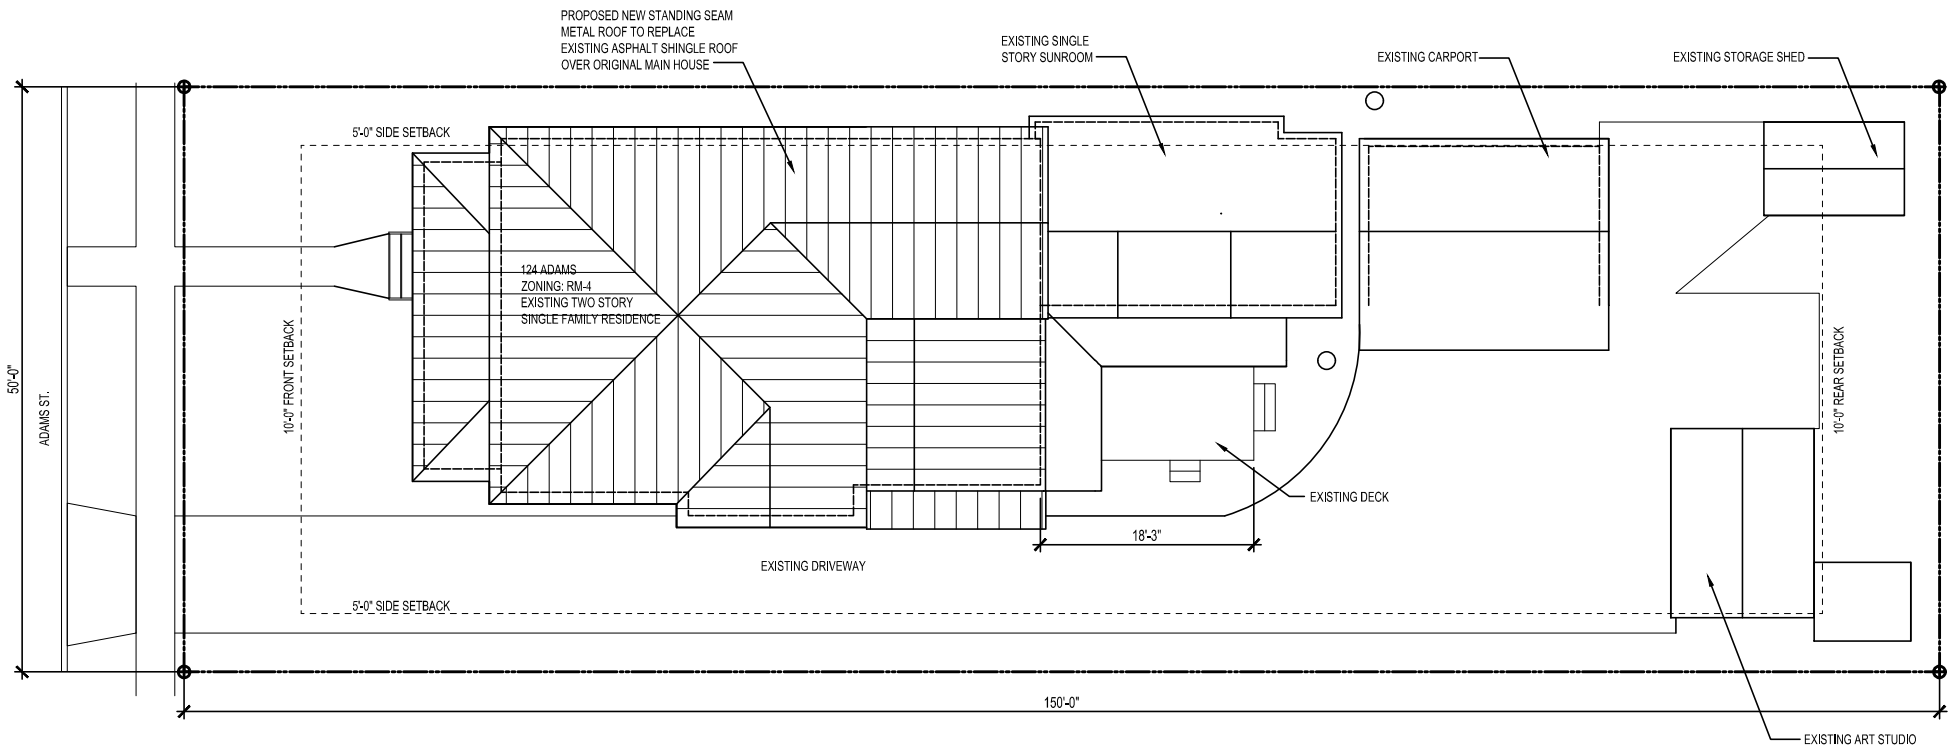 PROPOSED NEW STANDING SEAM
METAL ROOF TO REPLACE
EXISTING ASPHALT SHINGLE ROOF
OVER ORIGINAL MAIN HOUSE
EXISTING SINGLE
STORY SUNROOM
EXISTING CARPORT
EXISTING STORAGE SHED
5'-0" SIDE SETBACK
124 ADAMS
ZONING: RM-4
EXISTING TWO STORY
SINGLE FAMILY RESIDENCE
50'-0"
ADAMS ST.
10'-0" FRONT SETBACK
10'-0" REAR SETBACK
EXISTING DECK
18'-3"
EXISTING DRIVEWAY
5'-0" SIDE SETBACK
150'-0"
EXISTING ART STUDIO